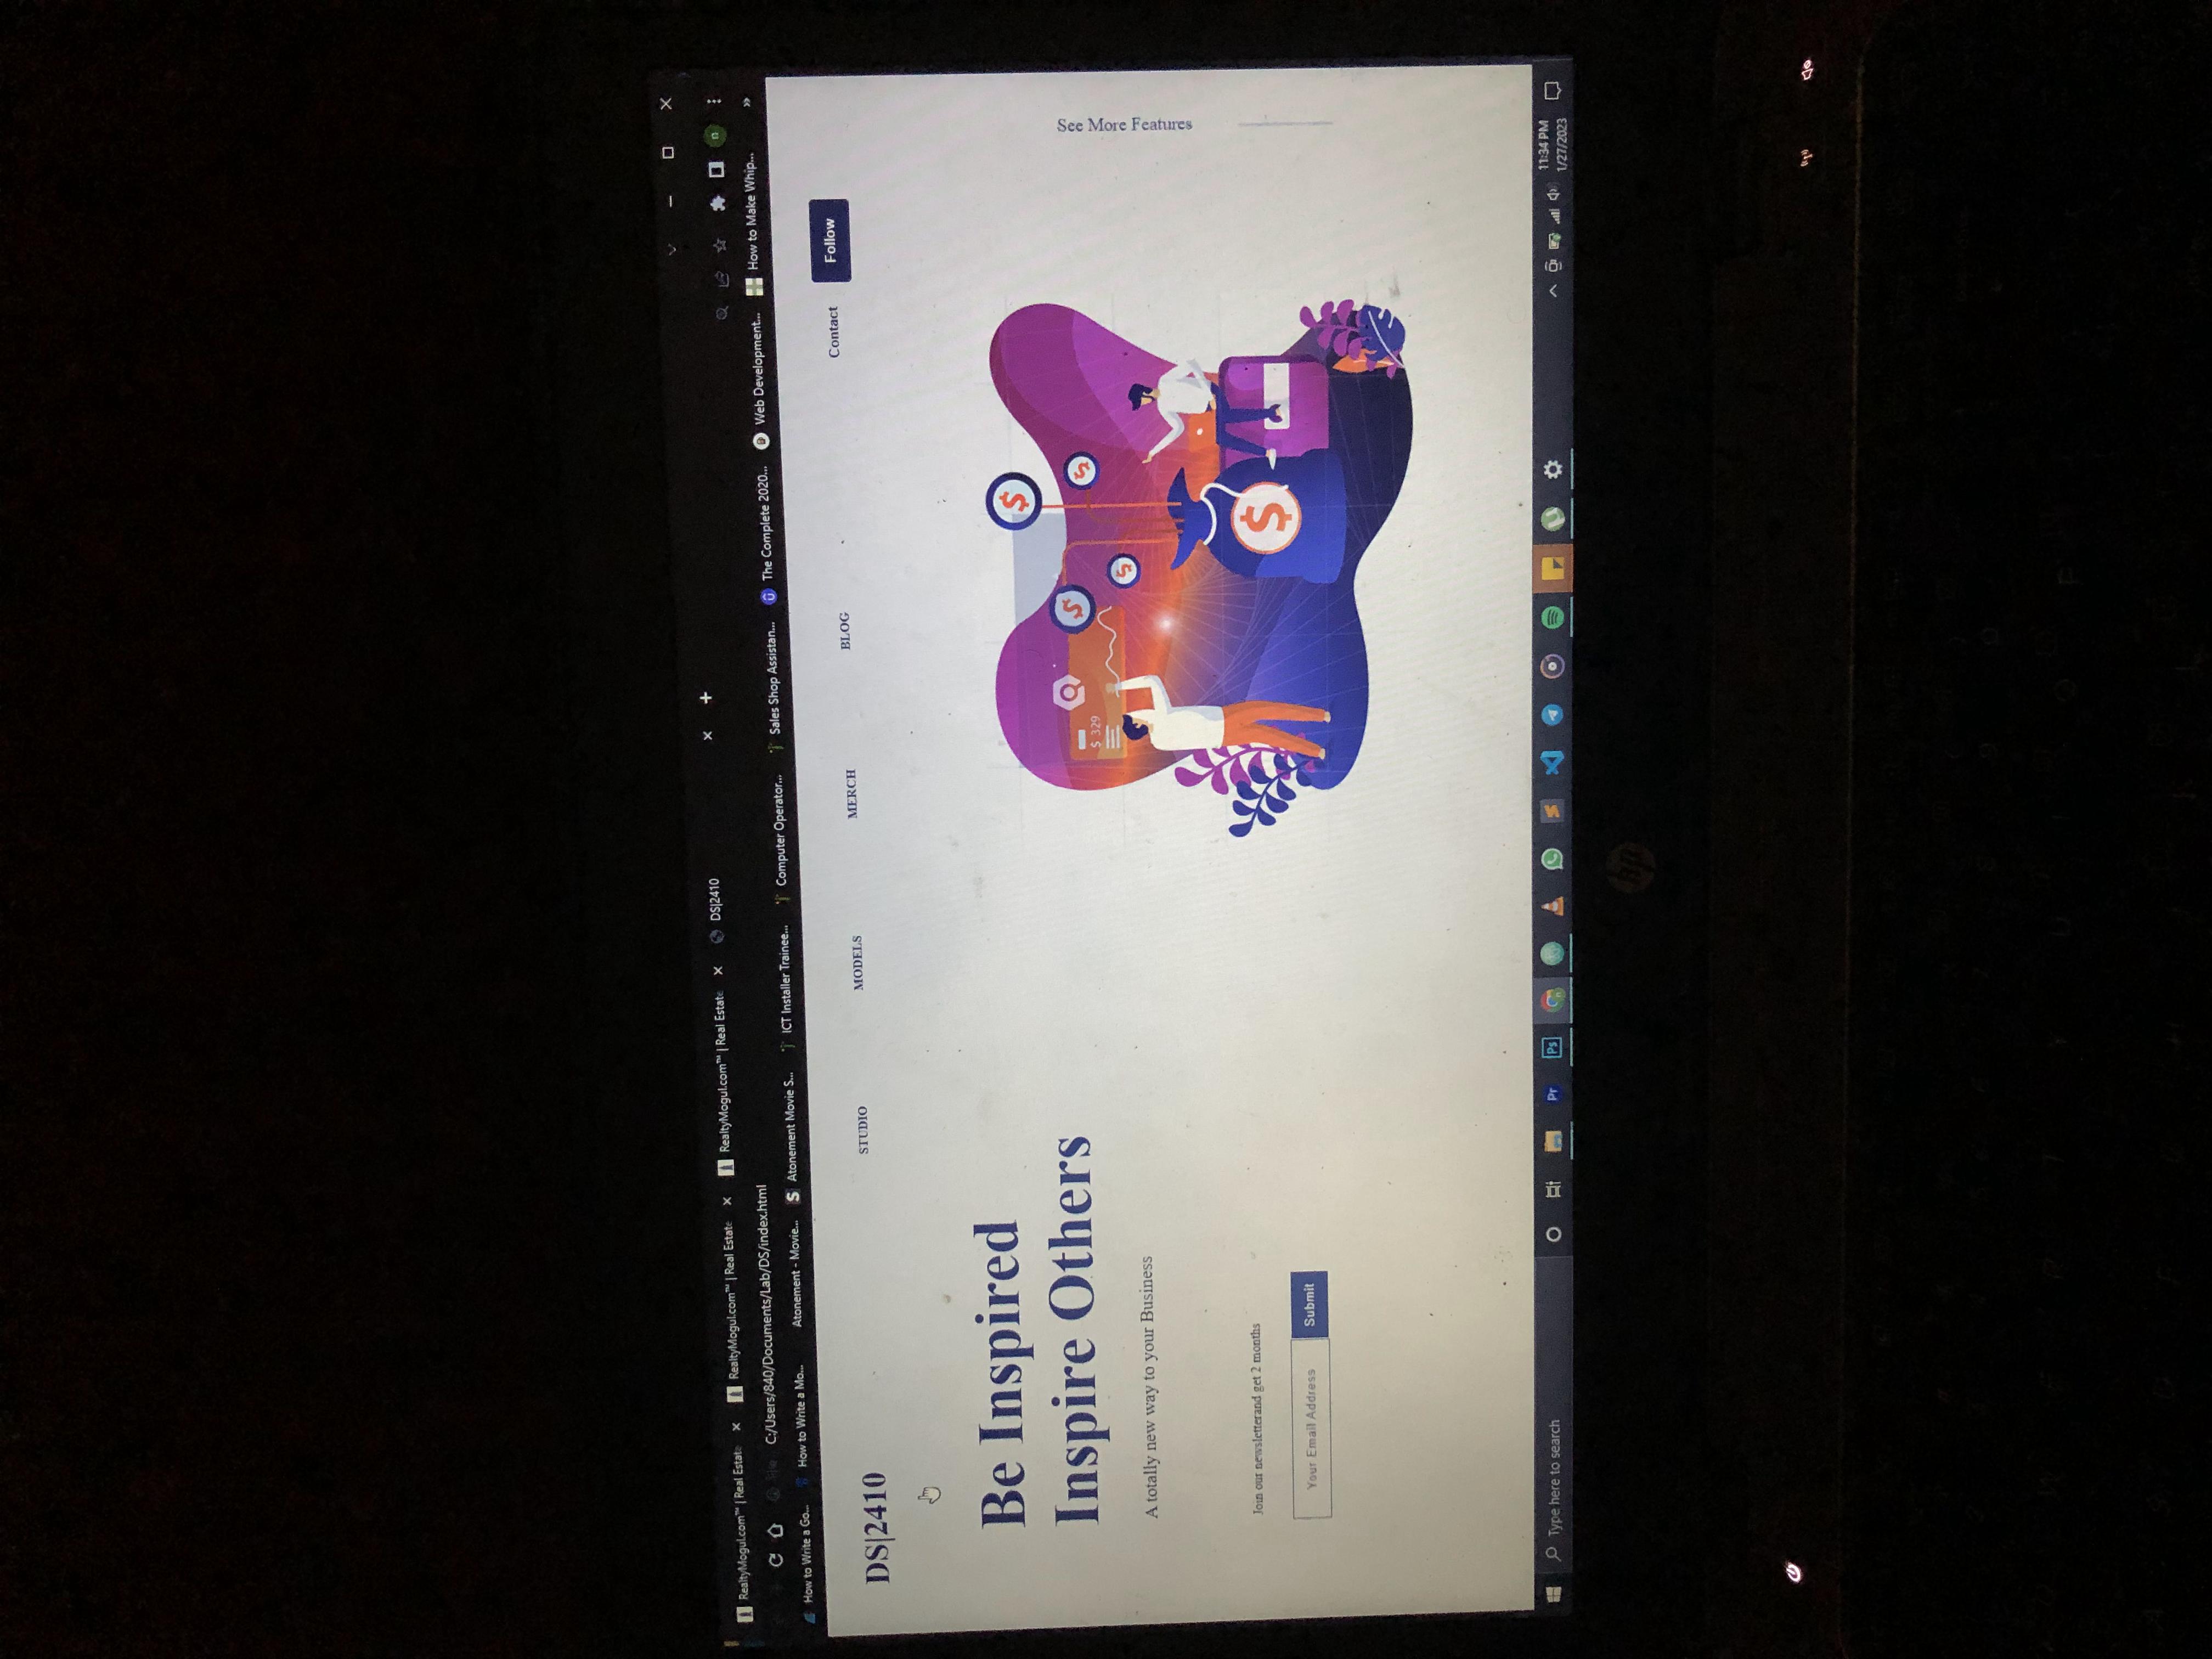 RealtyMogul.com™ | Real Estate
RealtyMogul.com™ | Real Estate
RealtyMogul.com™ | Real Estate
DS|2410
C:/Users/840/Documents/Lab/DS/index.html
How to Write a Go...
How to Write a Mo...
Atonement - Movie...
Atonement Movie S...
ICT Installer Trainee...
Computer Operator...
Sales Shop Assistan...
The Complete 2020...
Web Development...
How to Make Whip...
DS|2410
STUDIO
MODELS
MERCH
BLOG
Contact
Follow
Be Inspired
Inspire Others
A totally new way to your Business
Join our newsletterand get 2 months
Your Email Address
Submit
$ 329
$
$
$
$
$
See More Features
Type here to search
Pr
Ps
11:34 PM
1/27/2023
hp